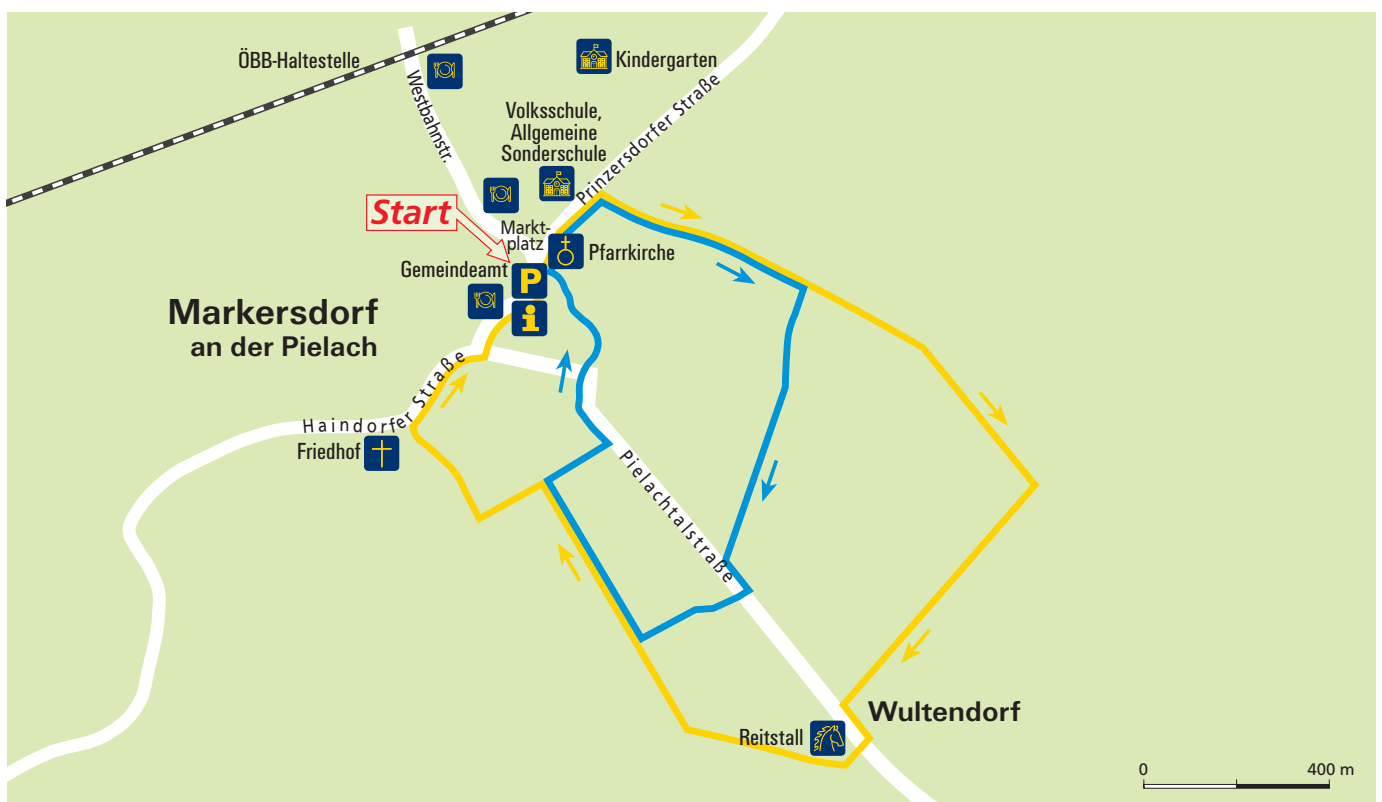 ÖBB-Haltestelle
Kindergarten
Westbahnstr.
Volksschule,
Allgemeine
Sonderschule
Prinzersdorfer Straße
Start
Markt-
platz
Pfarrkirche
Gemeindeamt
P
i
Markersdorf
an der Pielach
Haindorfer Straße
Friedhof
Pielachtalstraße
Wultendorf
Reitstall
0 400 m